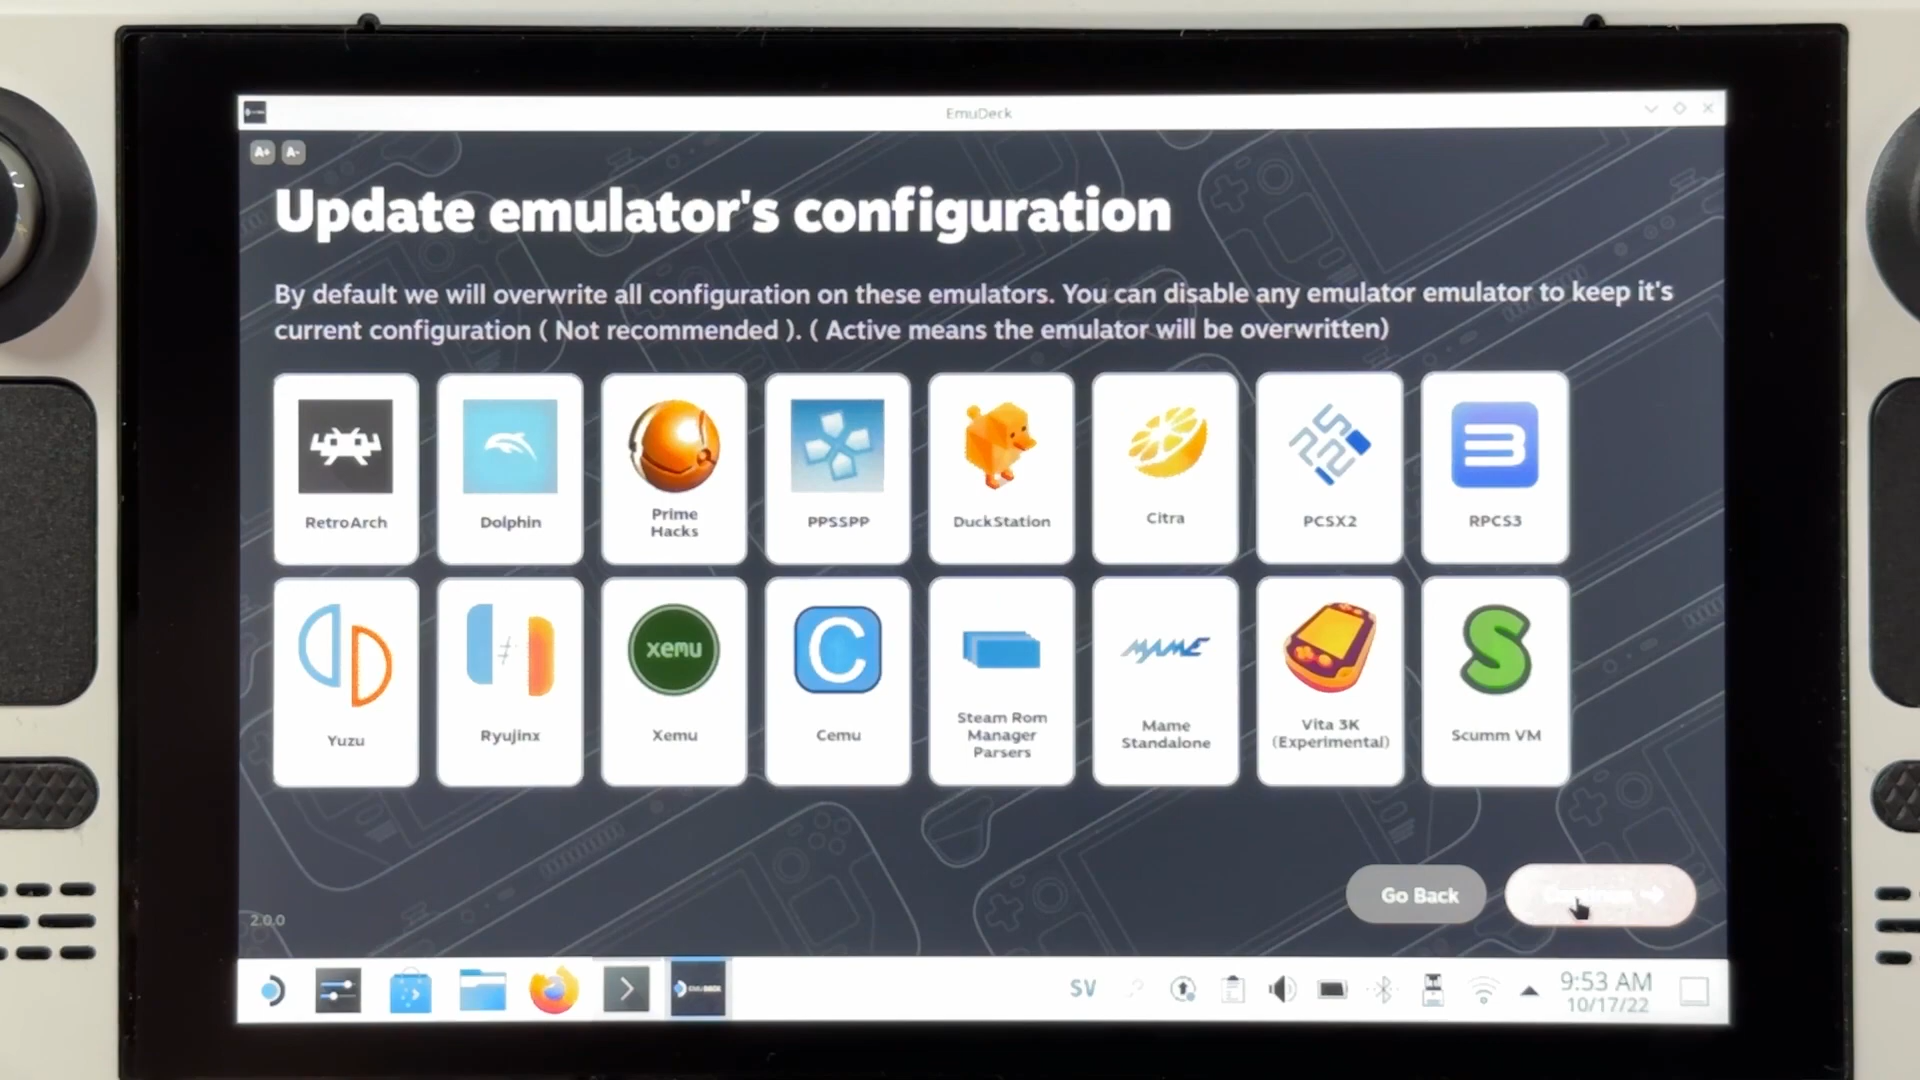 EmuDeck
A+ A-
Update emulator's configuration
By default we will overwrite all configuration on these emulators. You can disable any emulator emulator to keep it's
current configuration ( Not recommended ). ( Active means the emulator will be overwritten)
RetroArch
Dolphin
Prime
Hacks
PPSSPP
DuckStation
Citra
PCSX2
RPCS3
Yuzu
Ryujinx
xemu
Xemu
Cemu
Steam Rom
Manager
Parsers
MAME
Mame
Standalone
Vita 3K
(Experimental)
Scumm VM
Go Back
Continue
2.0.0
SV
9:53 AM
10/17/22